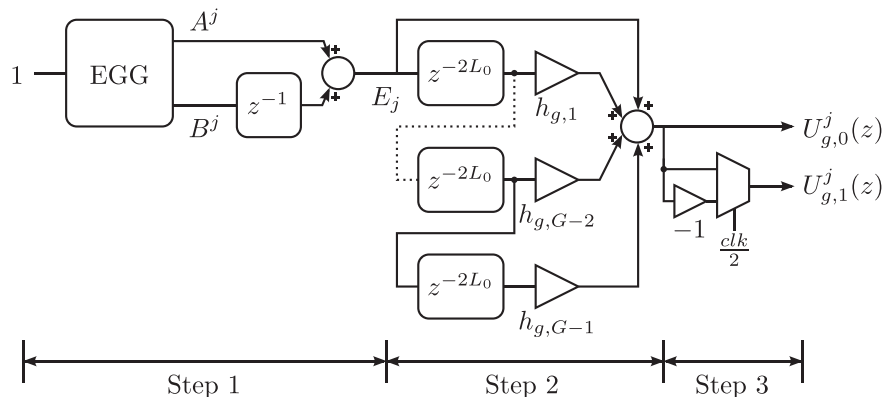 1
EGG
A^j
B^j
z^{-1}
+
+
E_j
z^{-2L_0}
h_{g,1}
z^{-2L_0}
h_{g,G-2}
z^{-2L_0}
h_{g,G-1}
+
+
+
+
U^j_{g,0}(z)
U^j_{g,1}(z)
-1
clk/2
Step 1
Step 2
Step 3